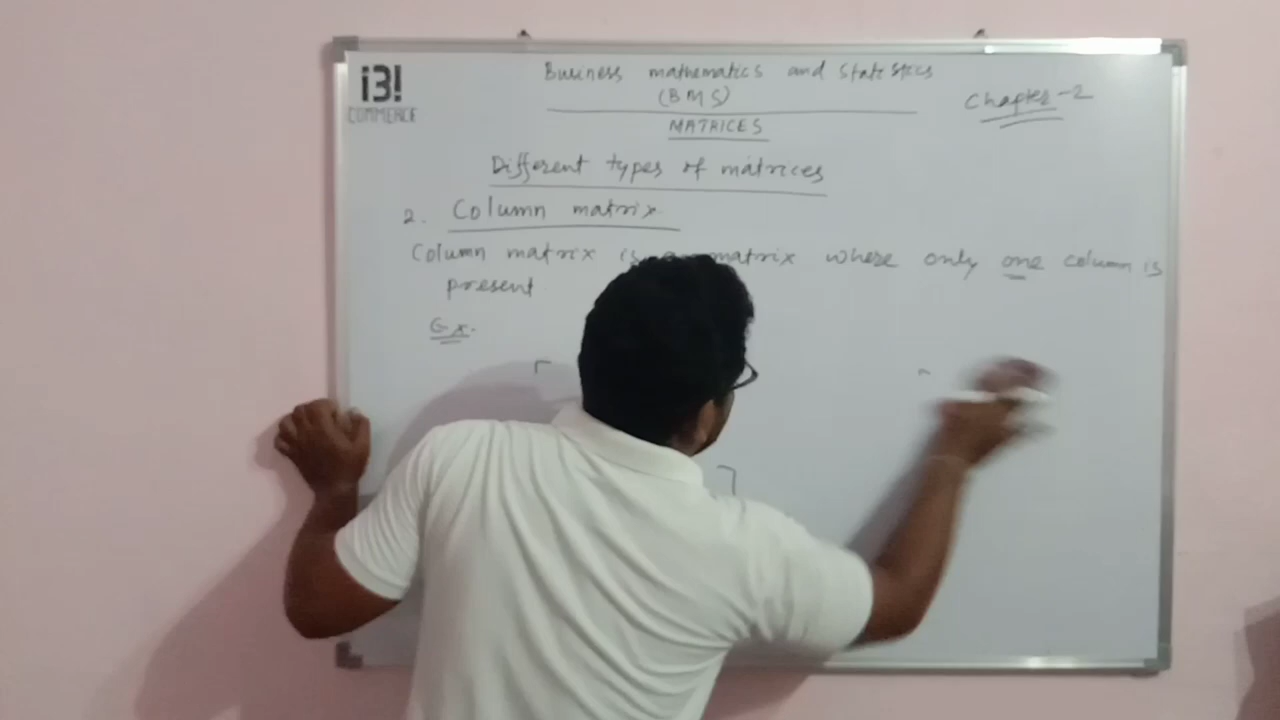 i3!
COMMERCE
Business mathematics and statistics
(BMS)
Chapter-2
MATRICES
Different types of matrices
2. Column matrix
Column matrix is a matrix where only one column is
present
Ex.